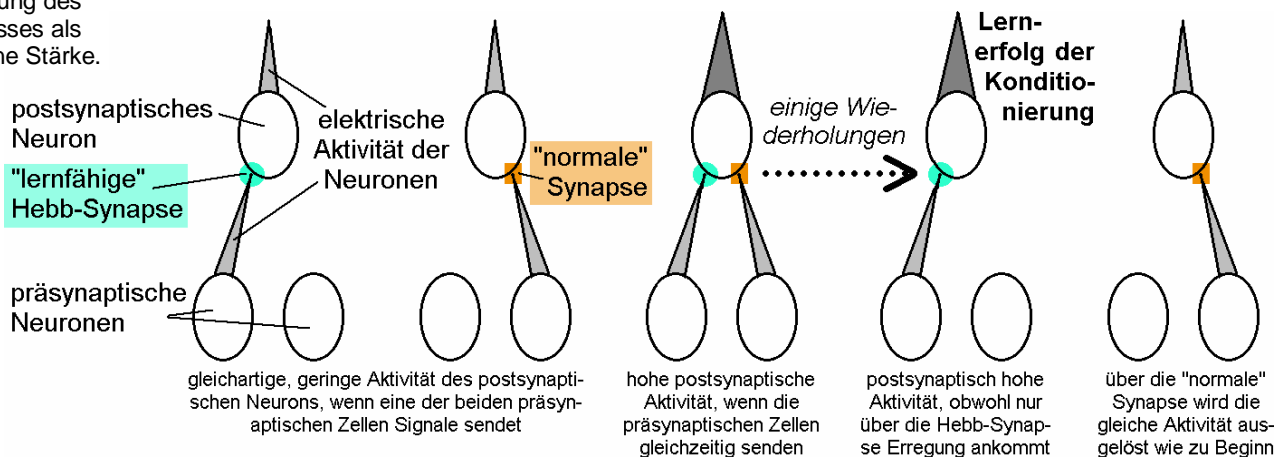 ung des
sses als
ne Stärke.
postsynaptisches
Neuron
"lernfähige"
Hebb-Synapse
präsynaptische
Neuronen
elektrische
Aktivität der
Neuronen
"normale"
Synapse
einige Wie-
derholungen
Lern-
erfolg der
Konditio-
nierung
gleichartige, geringe Aktivität des postsynapti-
schen Neurons, wenn eine der beiden präsyn-
aptischen Zellen Signale sendet
hohe postsynaptische
Aktivität, wenn die
präsynaptischen Zellen
gleichzeitig senden
postsynaptisch hohe
Aktivität, obwohl nur
über die Hebb-Synap-
se Erregung ankommt
über die "normale"
Synapse wird die
gleiche Aktivität aus-
gelöst wie zu Beginn